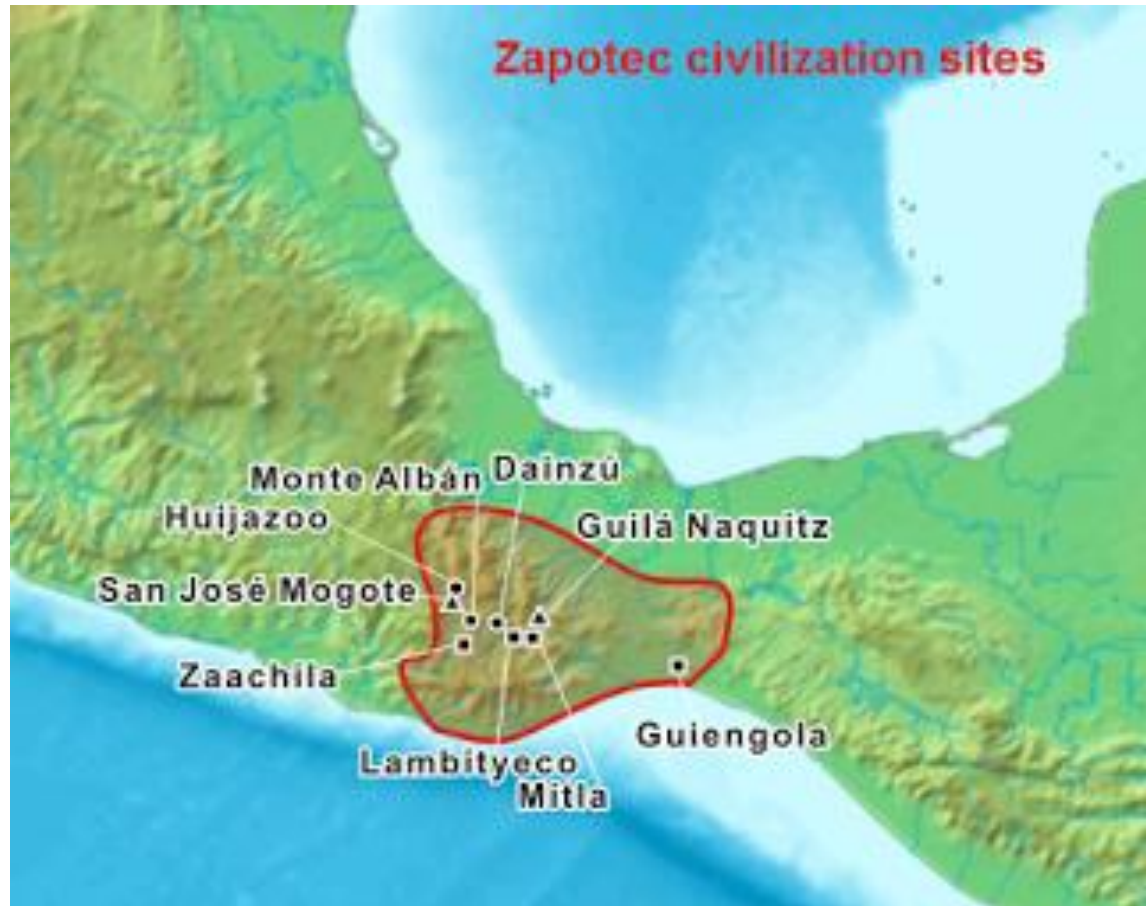 Zapotec civilization sites
Monte Albán
Dainzú
Huijazoo
Guilá Naquitz
San José Mogote
Zaachila
Guiengola
Lambityeco
Mitla